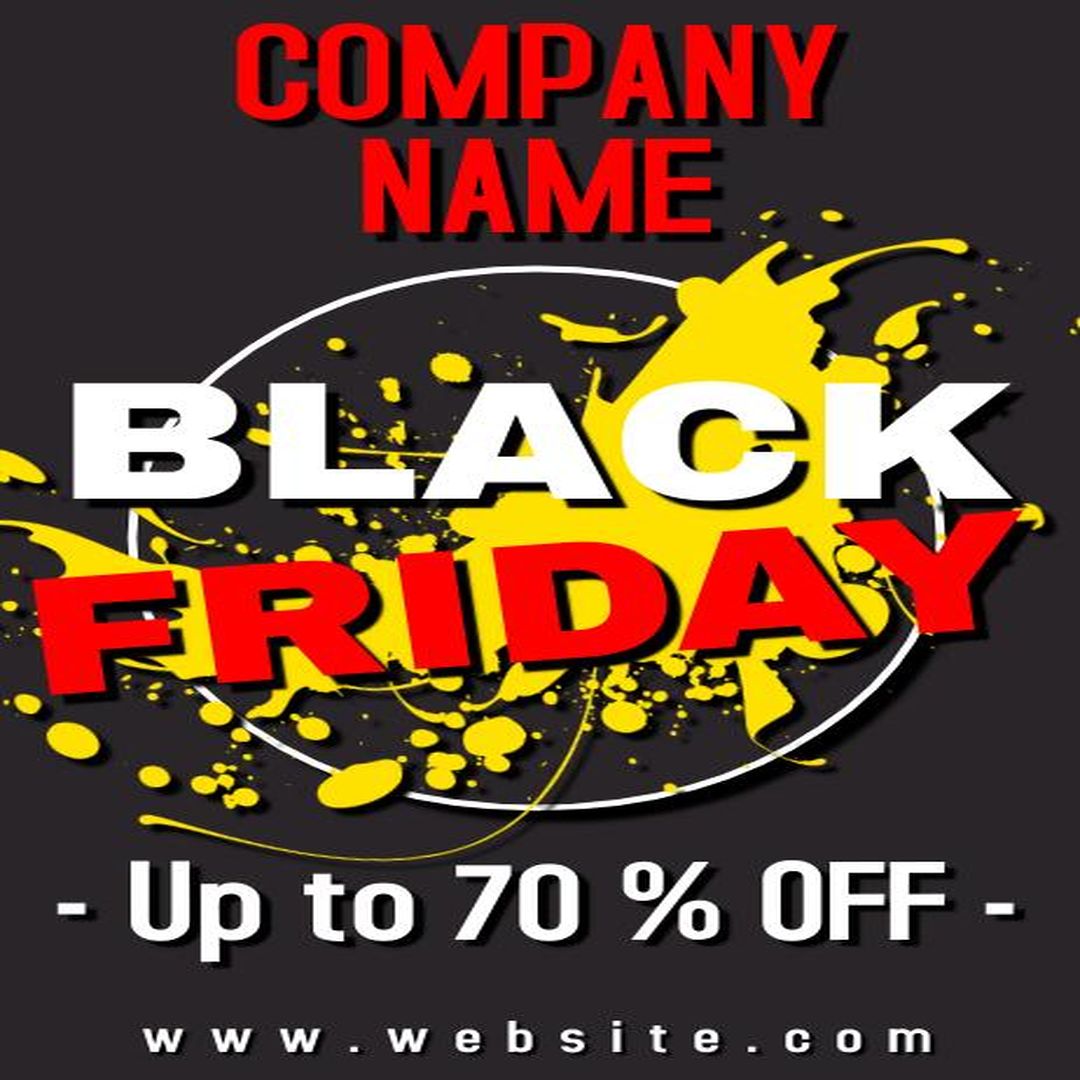 COMPANY
NAME
BLACK
FRIDAY
- Up to 70 % OFF -
www.website.com